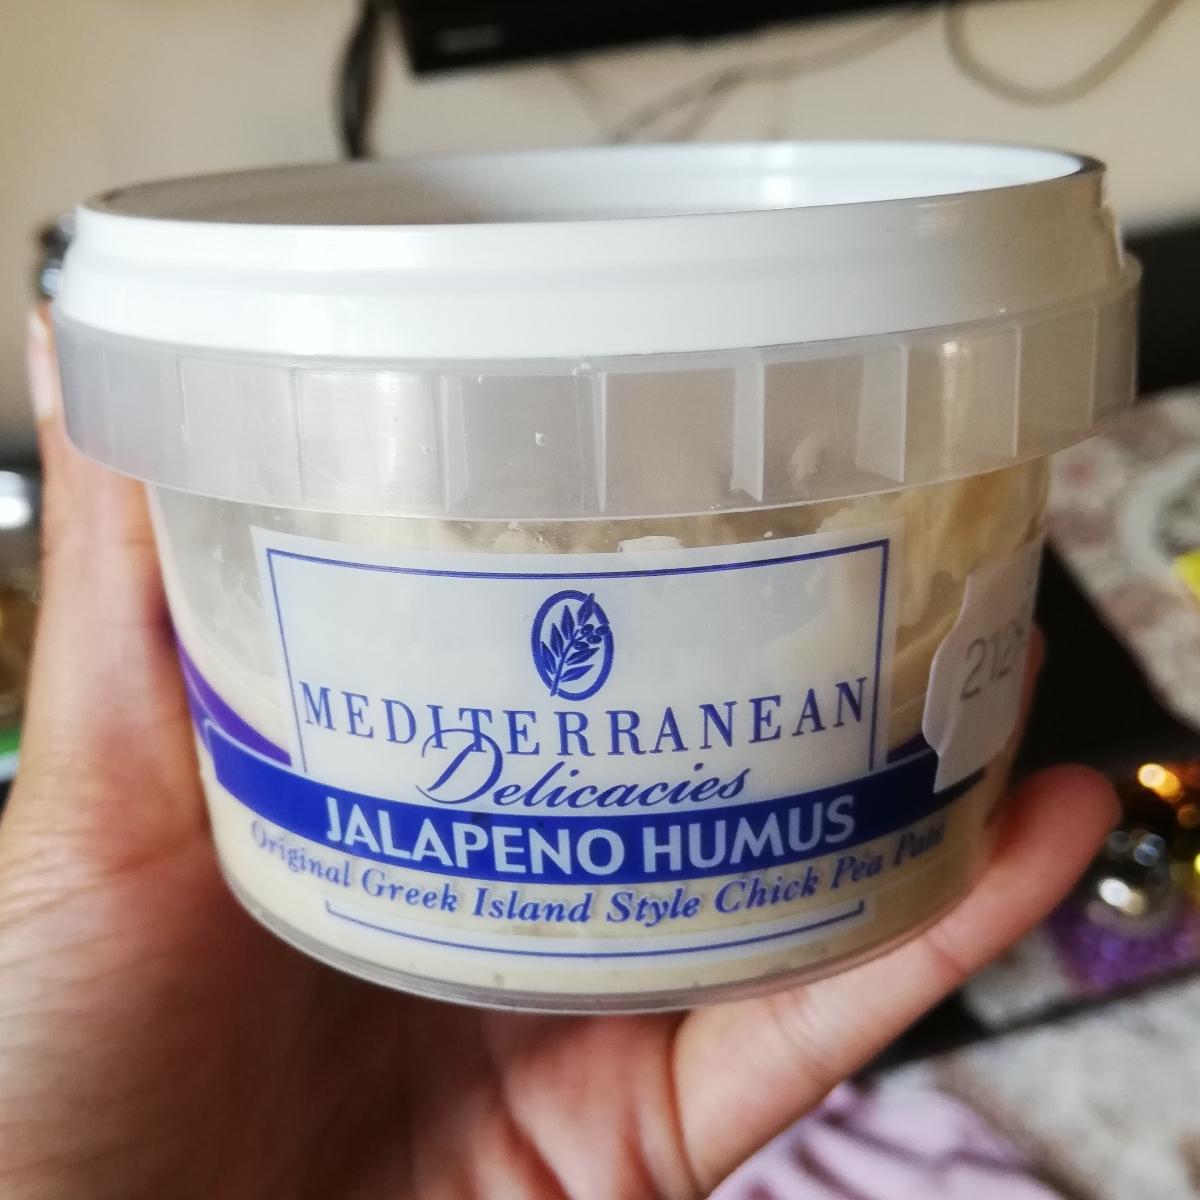 MEDITERRANEAN
Delicacies
JALAPENO HUMUS
Original Greek Island Style Chick Pea Pate